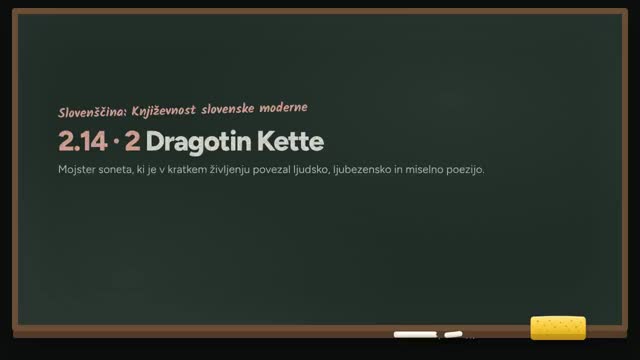 Slovenščina: Književnost slovenske moderne
2.14 · 2 Dragotin Kette
Mojster soneta, ki je v kratkem življenju povezal ljudsko, ljubezensko in miselno poezijo.